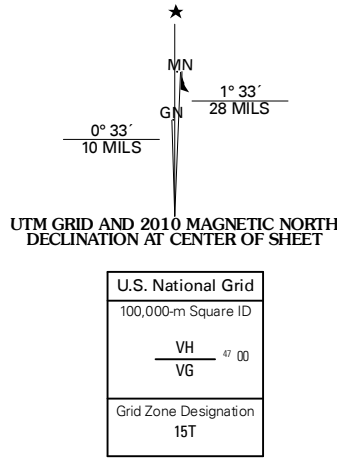 MN
1° 33´
28 MILS
GN
0° 33´
10 MILS
UTM GRID AND 2010 MAGNETIC NORTH
DECLINATION AT CENTER OF SHEET
U.S. National Grid
100,000-m Square ID
VH
47 00
VG
Grid Zone Designation
15T